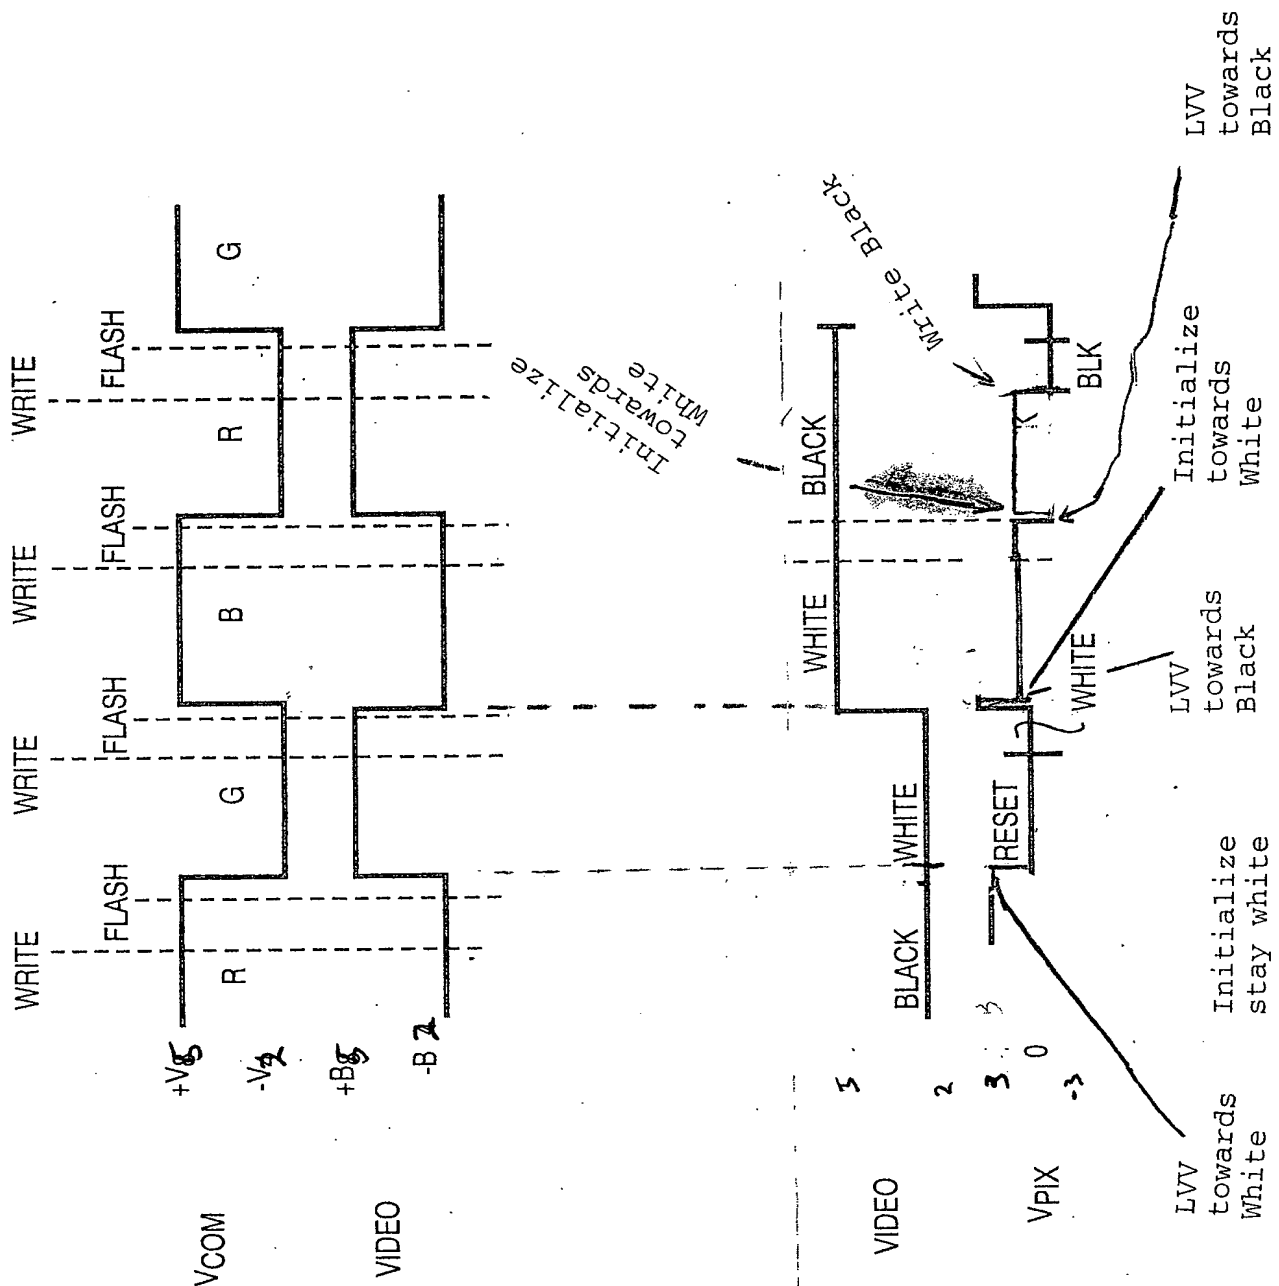 WRITE
WRITE
WRITE
WRITE
FLASH
FLASH
FLASH
FLASH
R
G
B
R
G
VCOM
VIDEO
Initialize
towards
White
Write Black
BLACK
WHITE
WHITE
BLACK
VIDEO
5
2
3
0
-3
VPIX
RESET
WHITE
BLK
LVV
towards
White
Initialize
stay white
LVV
towards
Black
Initialize
towards
White
LVV
towards
Black